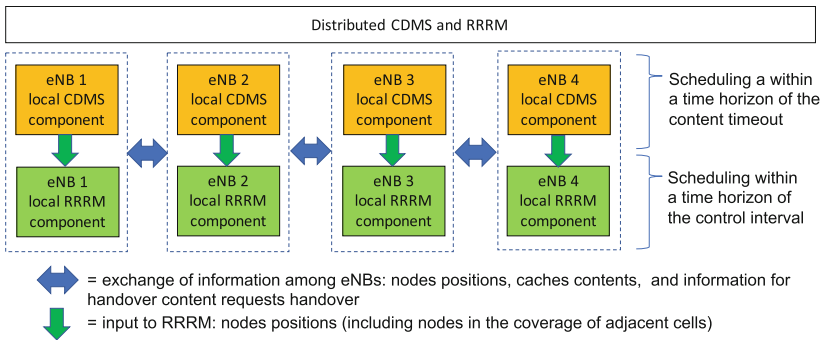 Distributed CDMS and RRRM
eNB 1
local CDMS
component
eNB 2
local CDMS
component
eNB 3
local CDMS
component
eNB 4
local CDMS
component
Scheduling a within
a time horizon of the
content timeout
eNB 1
local RRRM
component
eNB 2
local RRRM
component
eNB 3
local RRRM
component
eNB 4
local RRRM
component
Scheduling within
a time horizon of
the control interval
= exchange of information among eNBs: nodes positions, caches contents, and information for
handover content requests handover
= input to RRRM: nodes positions (including nodes in the coverage of adjacent cells)